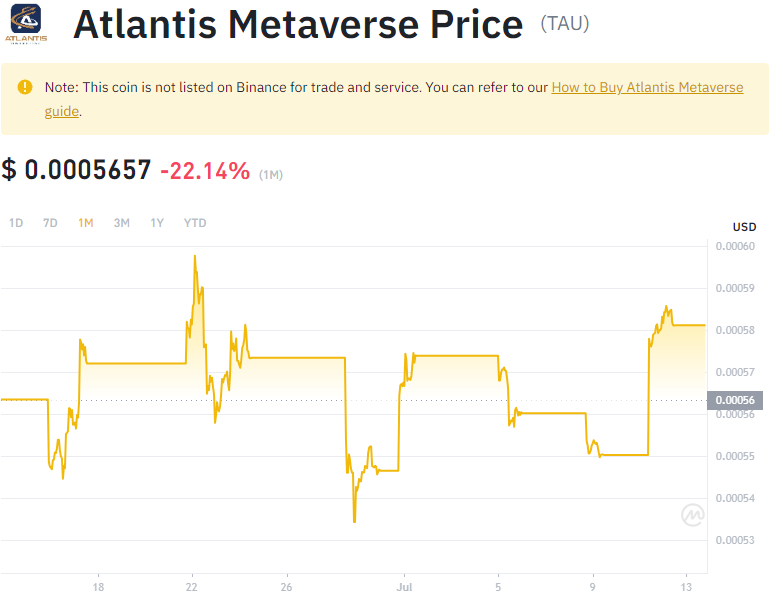 Atlantis Metaverse Price (TAU)
ATLANTIS
Note: This coin is not listed on Binance for trade and service. You can refer to our How to Buy Atlantis Metaverse
guide.
$ 0.0005657 -22.14% (1M)
1D 7D 1M 3M 1Y YTD
USD
0.00060
0.00059
0.00058
0.00057
0.00056
0.00056
0.00055
0.00054
0.00053
18 22 26 Jul 5 9 13